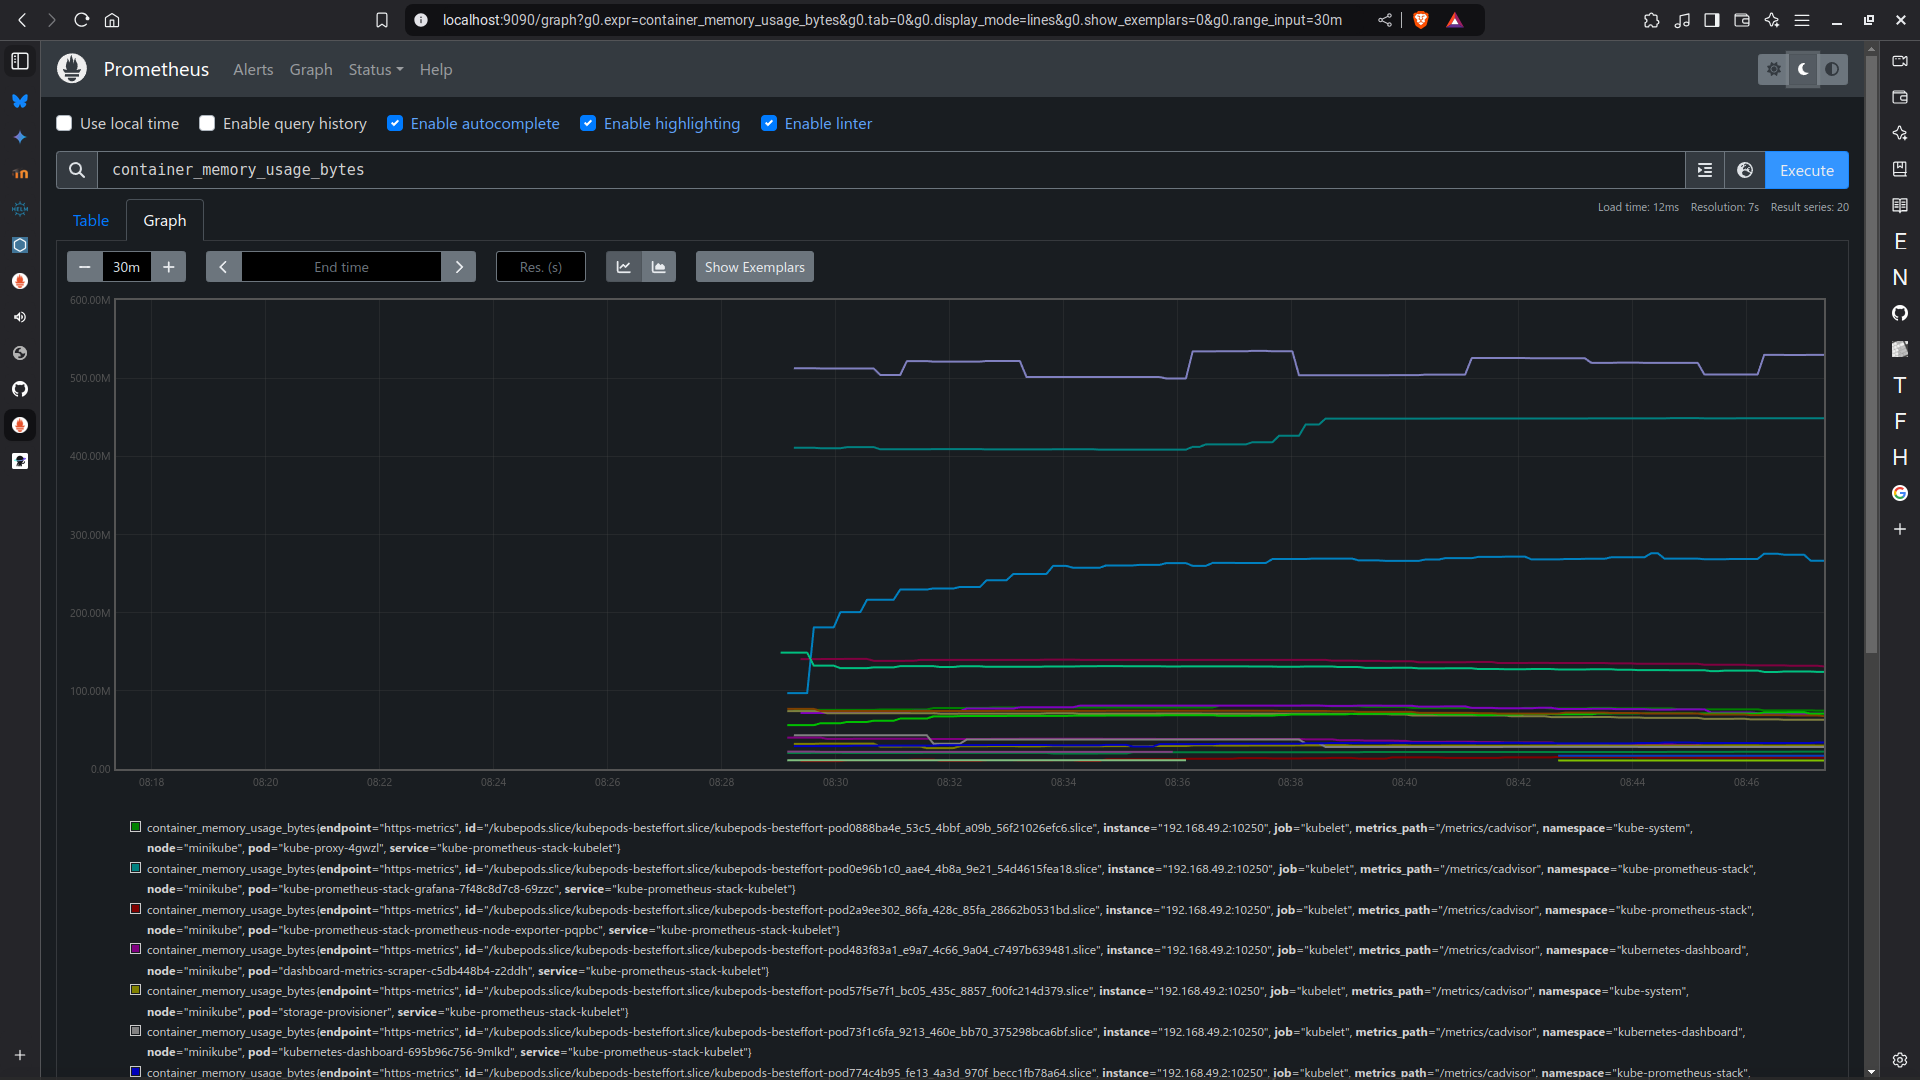 localhost:9090/graph?g0.expr=container_memory_usage_bytes&g0.tab=0&g0.display_mode=lines&g0.show_exemplars=0&g0.range_input=30m
Prometheus Alerts Graph Status Help
Use local time Enable query history Enable autocomplete Enable highlighting Enable linter
container_memory_usage_bytes Execute
Table Graph Load time: 12ms Resolution: 7s Result series: 20
30m End time Res. (s) Show Exemplars
600.00M
500.00M
400.00M
300.00M
200.00M
100.00M
0.00
08:18 08:20 08:22 08:24 08:26 08:28 08:30 08:32 08:34 08:36 08:38 08:40 08:42 08:44 08:46
container_memory_usage_bytes{endpoint="https-metrics", id="/kubepods.slice/kubepods-besteffort.slice/kubepods-besteffort-pod0888ba4e_53c5_4bbf_a09b_56f21026efc6.slice", instance="192.168.49.2:10250", job="kubelet", metrics_path="/metrics/cadvisor", namespace="kube-system",
node="minikube", pod="kube-proxy-4gwzl", service="kube-prometheus-stack-kubelet"}
container_memory_usage_bytes{endpoint="https-metrics", id="/kubepods.slice/kubepods-besteffort.slice/kubepods-besteffort-pod0e96b1c0_aae4_4b8a_9e21_54d4615fea18.slice", instance="192.168.49.2:10250", job="kubelet", metrics_path="/metrics/cadvisor", namespace="kube-prometheus-stack",
node="minikube", pod="kube-prometheus-stack-grafana-7f48c8d7c8-69zzc", service="kube-prometheus-stack-kubelet"}
container_memory_usage_bytes{endpoint="https-metrics", id="/kubepods.slice/kubepods-besteffort.slice/kubepods-besteffort-pod2a9ee302_86fa_428c_85fa_28662b0531bd.slice", instance="192.168.49.2:10250", job="kubelet", metrics_path="/metrics/cadvisor", namespace="kube-prometheus-stack",
node="minikube", pod="kube-prometheus-stack-prometheus-node-exporter-pqpbc", service="kube-prometheus-stack-kubelet"}
container_memory_usage_bytes{endpoint="https-metrics", id="/kubepods.slice/kubepods-besteffort.slice/kubepods-besteffort-pod483f83a1_e9a7_4c66_9a04_c7497b639481.slice", instance="192.168.49.2:10250", job="kubelet", metrics_path="/metrics/cadvisor", namespace="kubernetes-dashboard",
node="minikube", pod="dashboard-metrics-scraper-c5db448b4-z2ddh", service="kube-prometheus-stack-kubelet"}
container_memory_usage_bytes{endpoint="https-metrics", id="/kubepods.slice/kubepods-besteffort.slice/kubepods-besteffort-pod57f5e7f1_bc05_435c_8857_f00fc214d379.slice", instance="192.168.49.2:10250", job="kubelet", metrics_path="/metrics/cadvisor", namespace="kube-system",
node="minikube", pod="storage-provisioner", service="kube-prometheus-stack-kubelet"}
container_memory_usage_bytes{endpoint="https-metrics", id="/kubepods.slice/kubepods-besteffort.slice/kubepods-besteffort-pod73f1c6fa_9213_460e_bb70_375298bca6bf.slice", instance="192.168.49.2:10250", job="kubelet", metrics_path="/metrics/cadvisor", namespace="kubernetes-dashboard",
node="minikube", pod="kubernetes-dashboard-695b96c756-9mlkd", service="kube-prometheus-stack-kubelet"}
container_memory_usage_bytes{endpoint="https-metrics", id="/kubepods.slice/kubepods-besteffort.slice/kubepods-besteffort-pod774c4b95_fe13_4a3d_970f_becc1fb78a64.slice", instance="192.168.49.2:10250", job="kubelet", metrics_path="/metrics/cadvisor", namespace="kube-prometheus-stack",
HELM
E
N
T
F
H